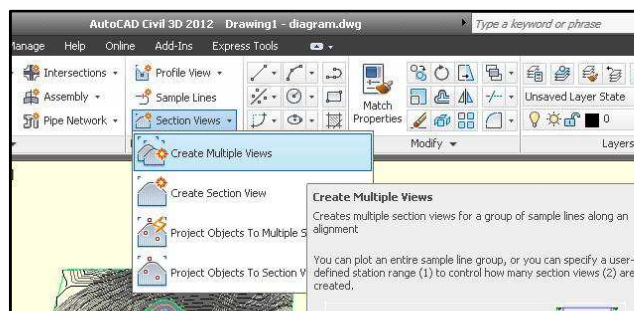 AutoCAD Civil 3D 2012 Drawing1 - diagram.dwg
Type a keyword or phrase
Manage Help Online Add-Ins Express Tools
Intersections Profile View
Assembly Sample Lines
Pipe Network Section Views
Match
Properties
Unsaved Layer State
0
Modify
Layers
Create Multiple Views
Create Section View
Project Objects To Multiple S
Project Objects To Section V
Create Multiple Views
Creates multiple section views for a group of sample lines along an
alignment
You can plot an entire sample line group, or you can specify a user-
defined station range (1) to control how many section views (2) are
created.